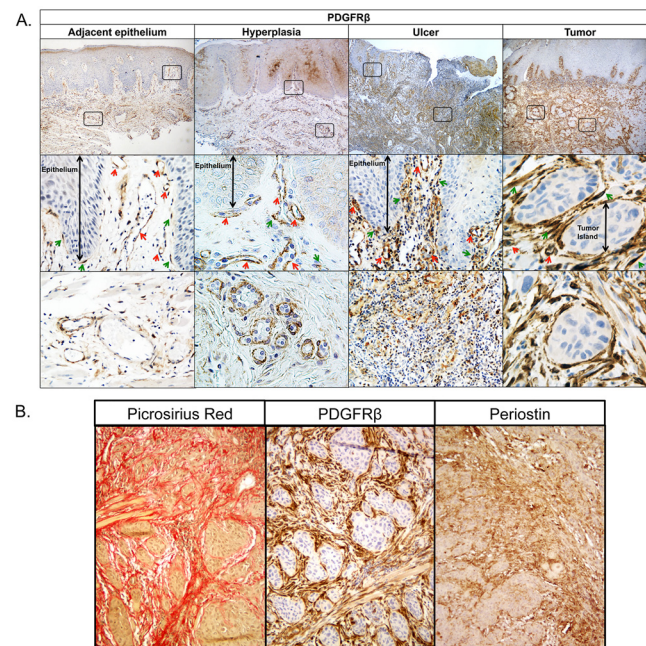 A.
PDGFRβ
Adjacent epithelium
Hyperplasia
Ulcer
Tumor
Epithelium
Epithelium
Epithelium
Tumor
Island
B.
Picrosirius Red
PDGFRβ
Periostin